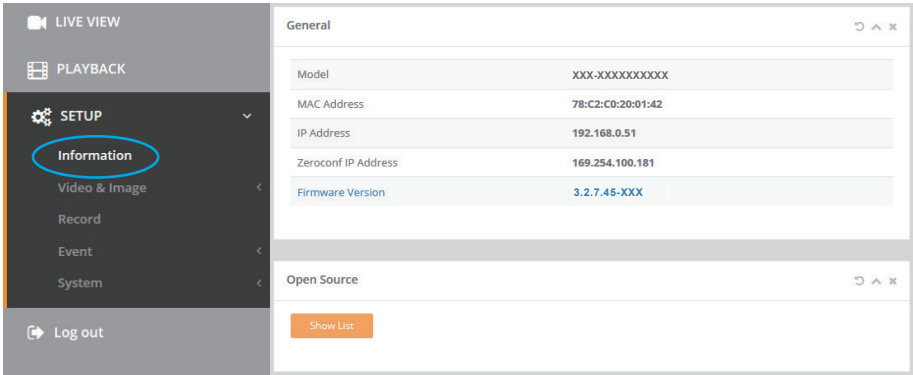 LIVE VIEW
PLAYBACK
SETUP
Information
Video & Image
Record
Event
System
Log out
General
Model XXX-XXXXXXXXXX
MAC Address 78:C2:C0:20:01:42
IP Address 192.168.0.51
Zeroconf IP Address 169.254.100.181
Firmware Version 3.2.7.45-XXX
Open Source
Show List